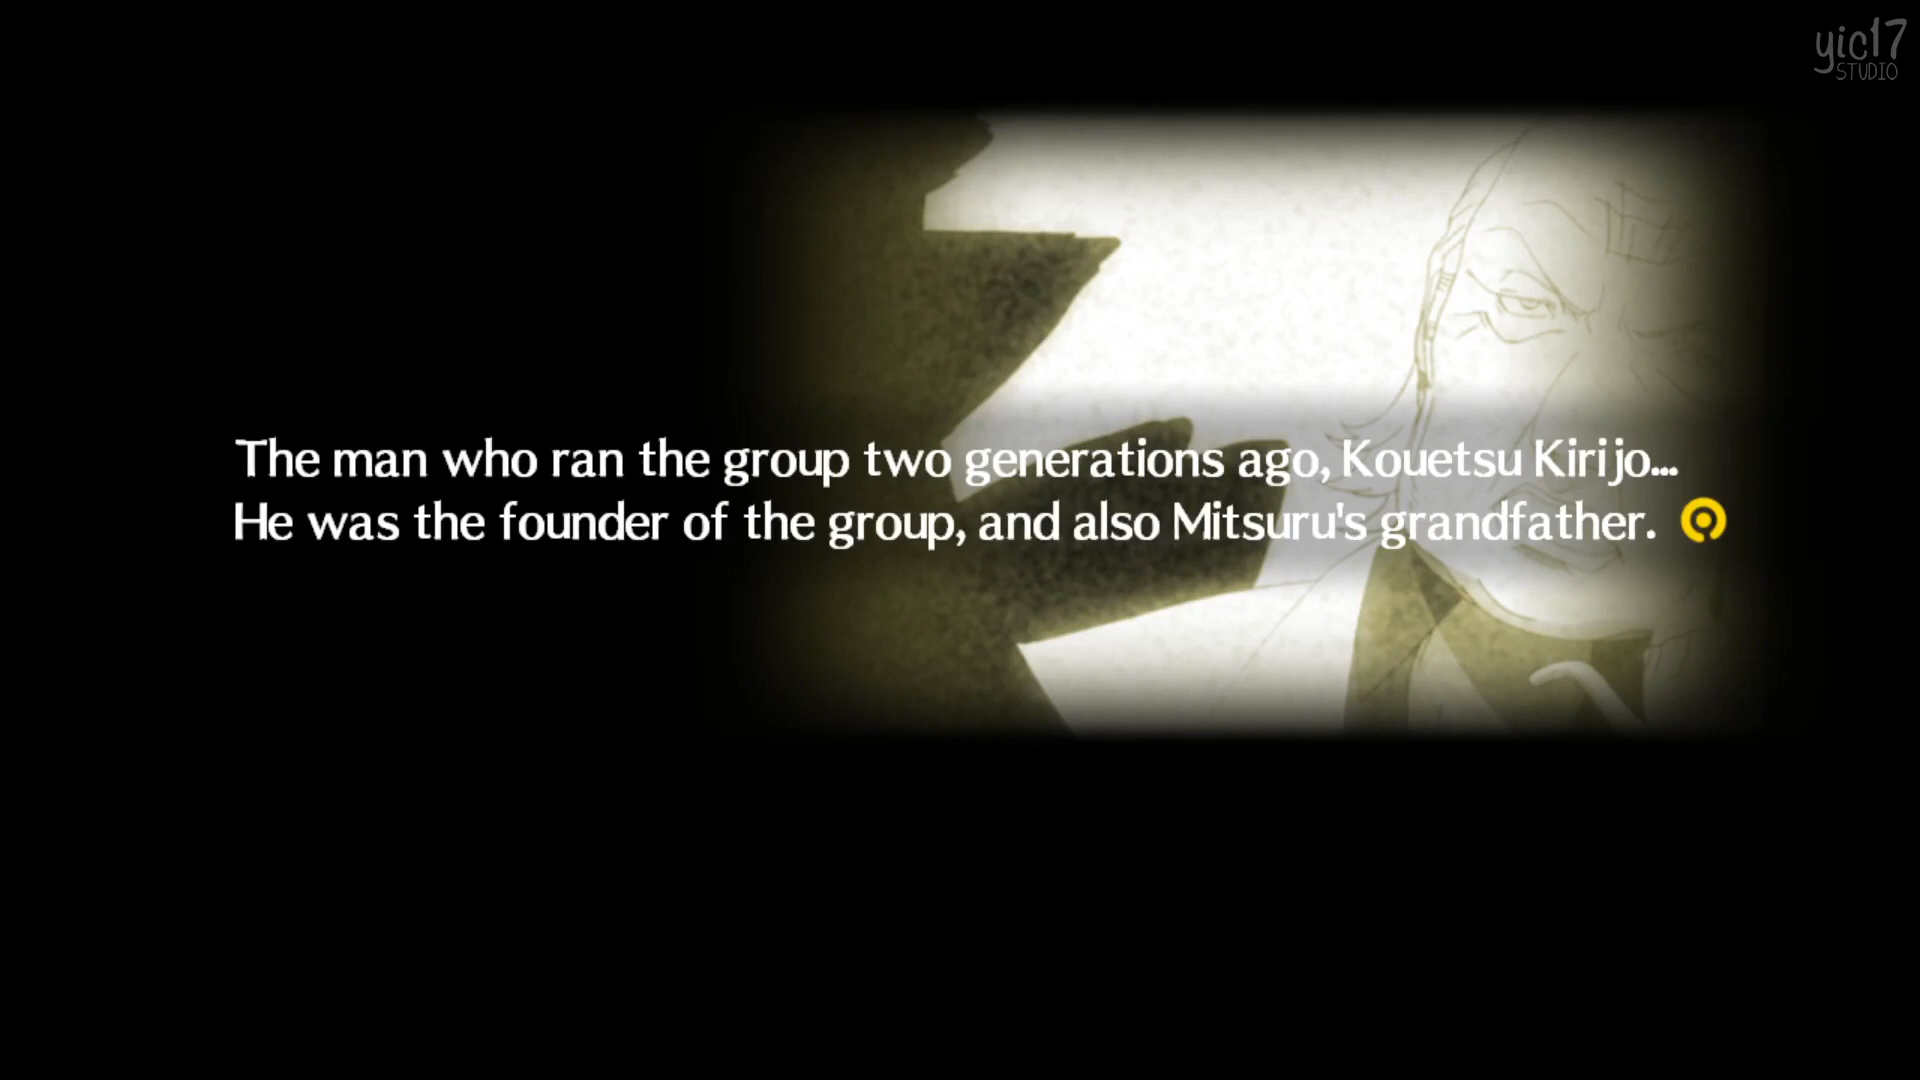 yic17
STUDIO
The man who ran the group two generations ago, Kouetsu Kirijo...
He was the founder of the group, and also Mitsuru's grandfather.